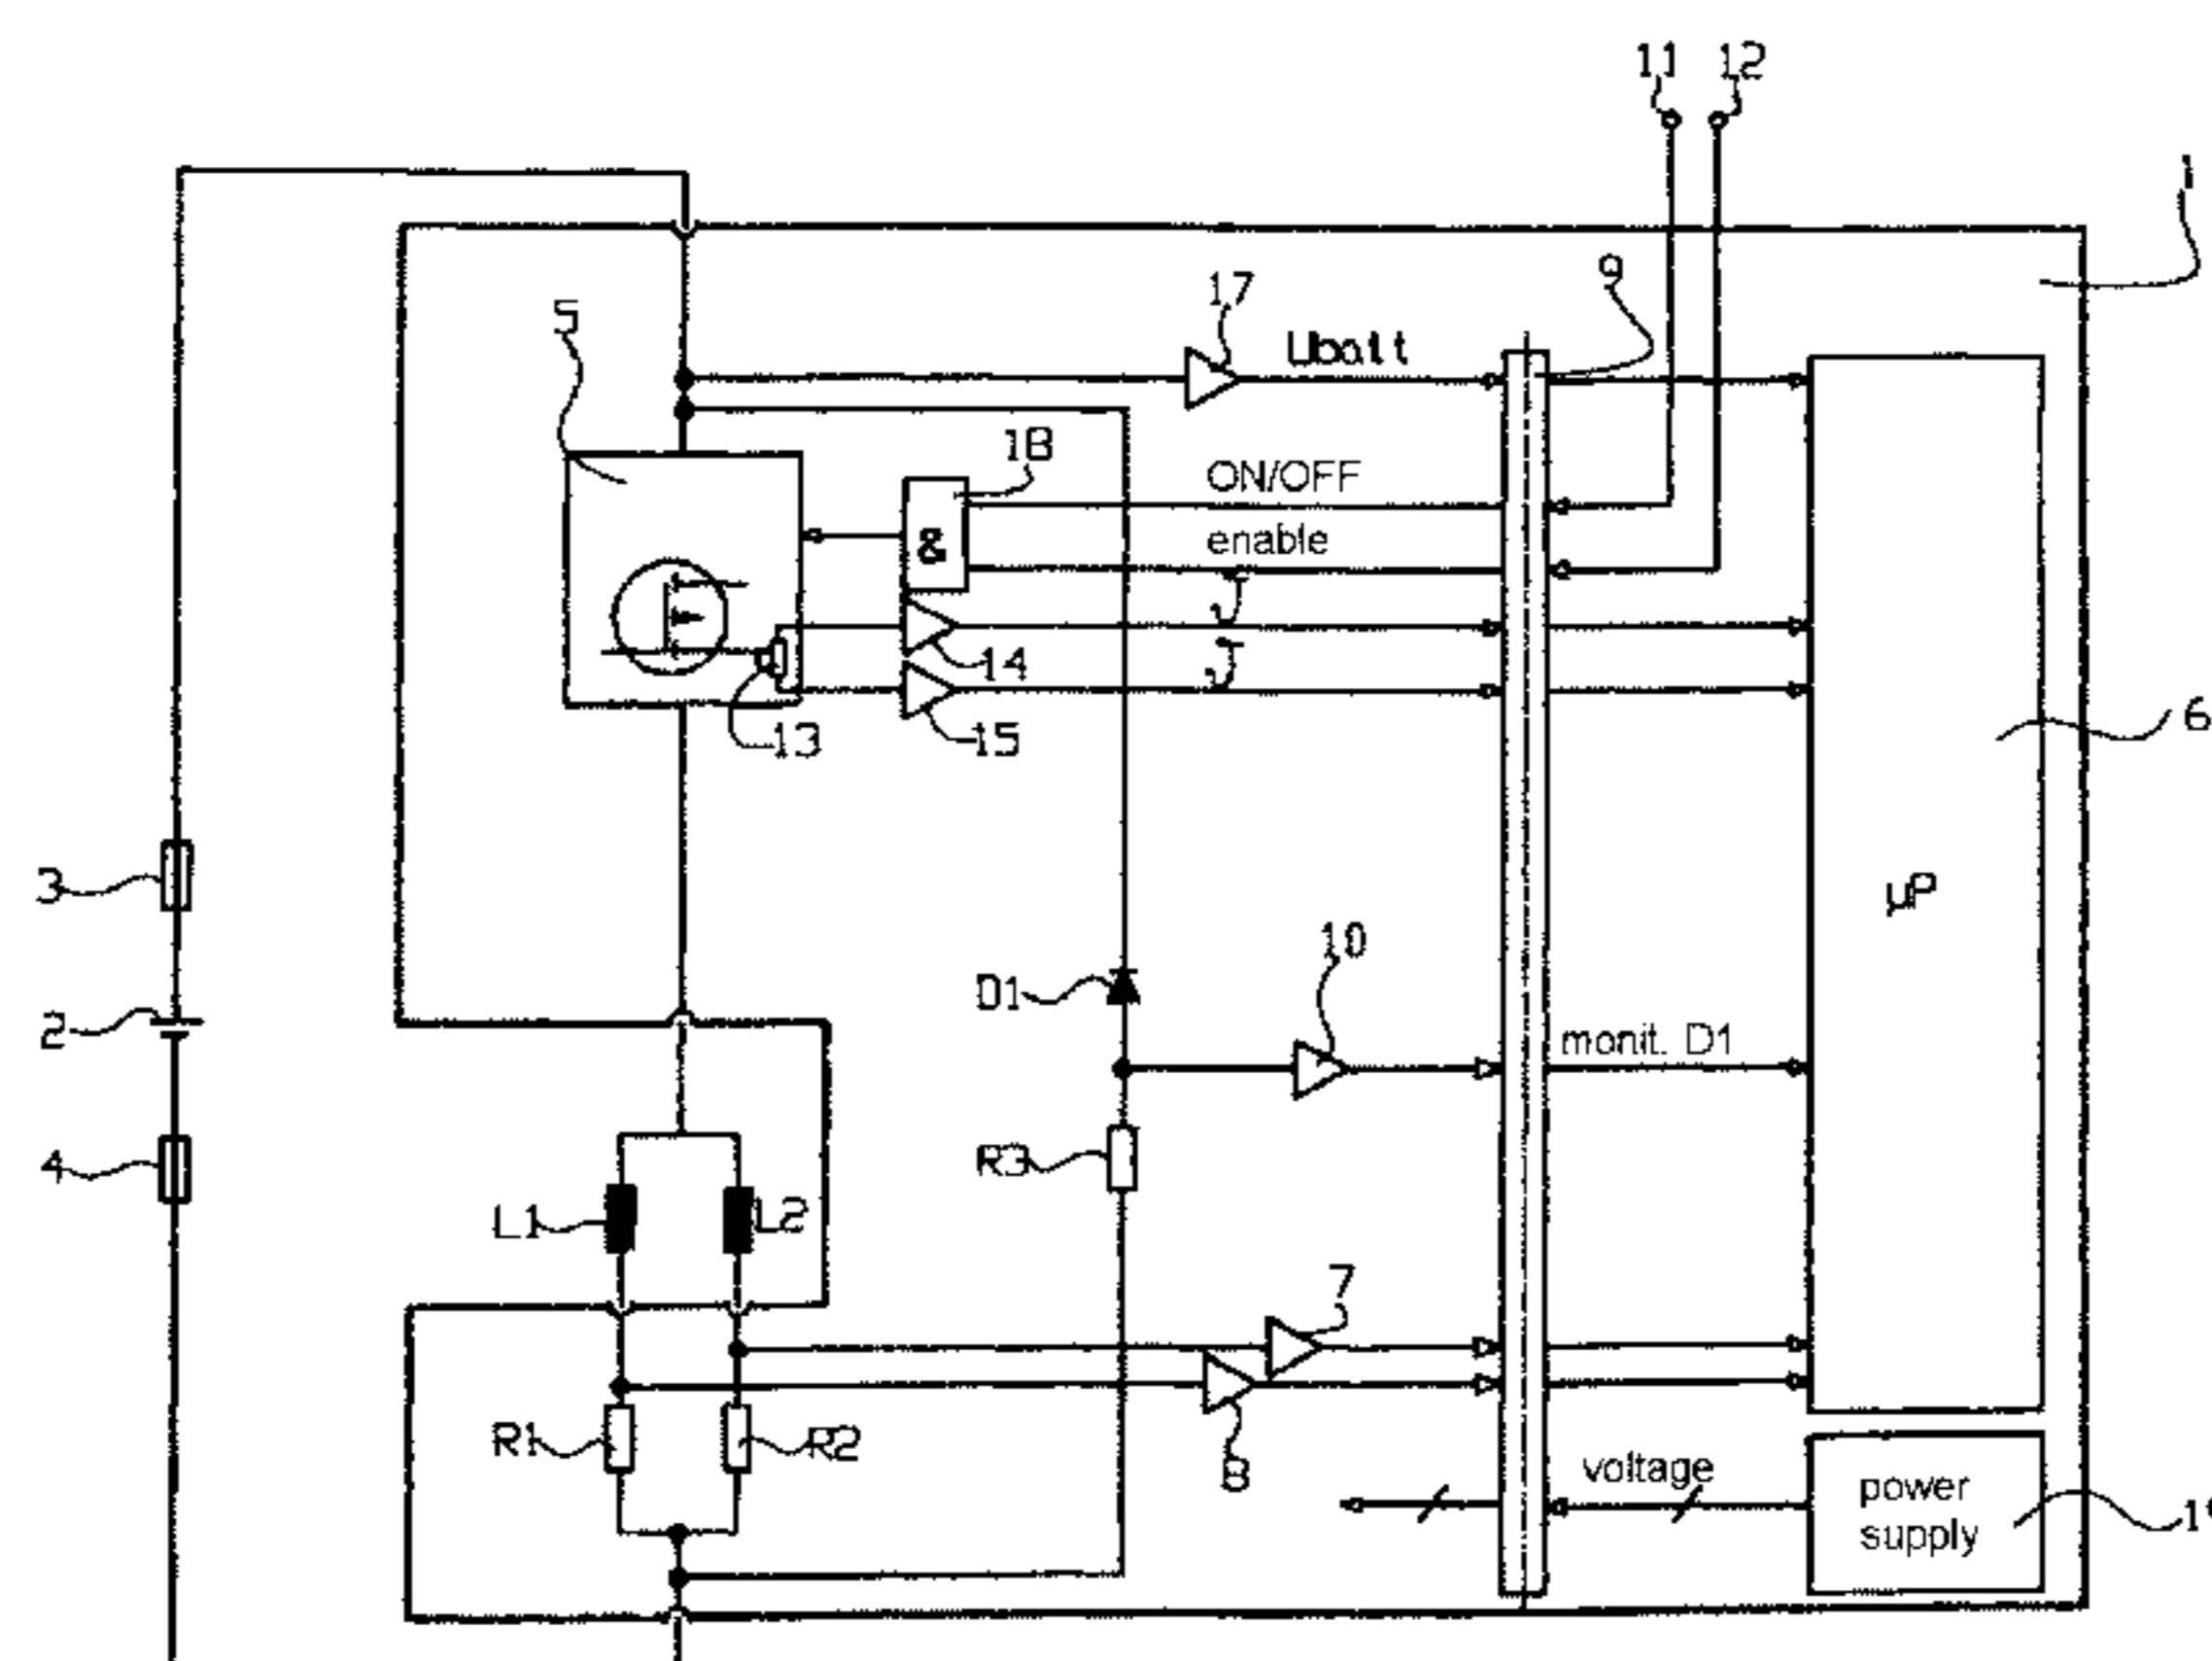 11 12
1
9
17
Ubatt
5
18
ON/OFF
&
enable
14
13
15
6
3
µP
10
D1
2
monit. D1
R3
4
L1
L2
7
R1
R2
8
voltage
power
supply